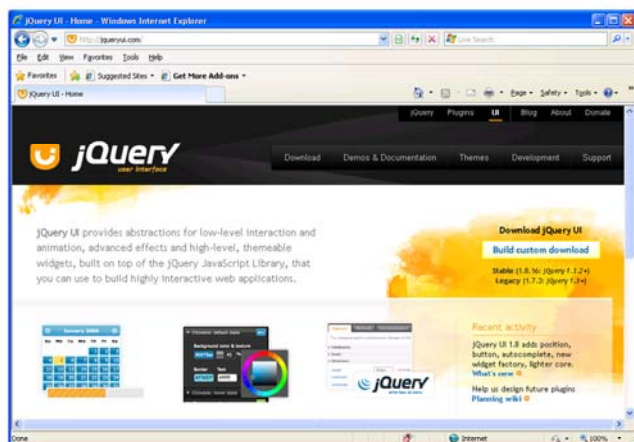 jQuery UI - Home - Windows Internet Explorer
http://jqueryui.com/
Live Search
File Edit View Favorites Tools Help
Favorites Suggested Sites Get More Add-ons
jQuery UI - Home
Page Safety Tools
jQuery Plugins UI Blog About Donate
jQuery
user interface
Download Demos & Documentation Themes Development Support
jQuery UI provides abstractions for low-level interaction and
animation, advanced effects and high-level, themeable
widgets, built on top of the jQuery JavaScript Library, that
you can use to build highly interactive web applications.
Download jQuery UI
Build custom download
Stable (1.8.16: jQuery 1.3.2+)
Legacy (1.7.3: jQuery 1.3+)
Background color & texture
Border Text
jQuery
Recent activity
jQuery UI 1.8 adds: position,
button, autocomplete, new
widget factory, lighter core.
What's new
Help us design future plugins
Planning wiki
Done
Internet
100%